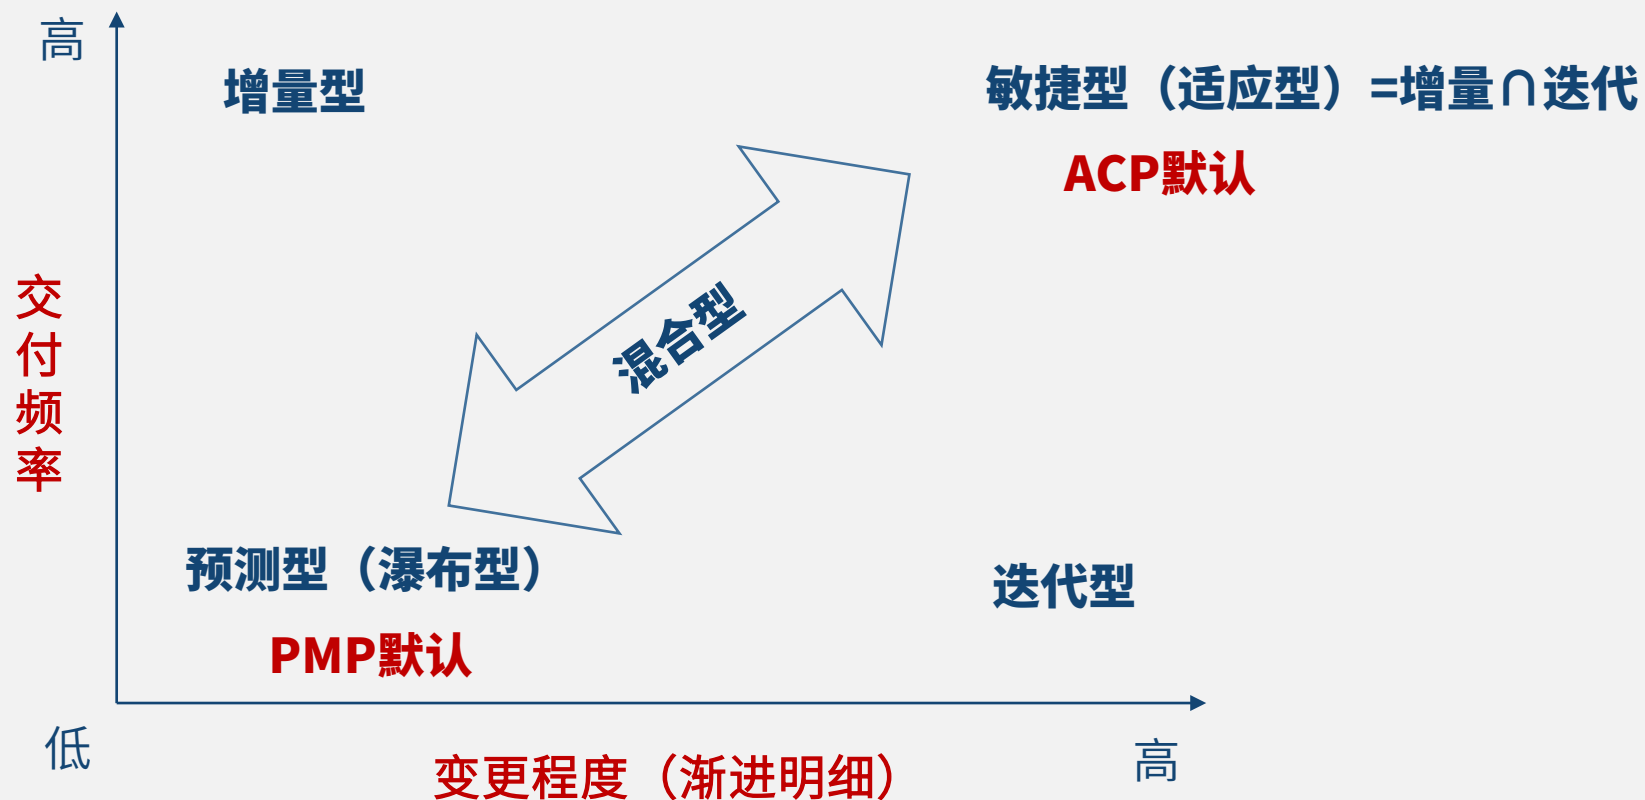 高
增量型
敏捷型（适应型）=增量∩迭代
ACP默认
交付频率
混合型
预测型（瀑布型）
PMP默认
迭代型
低
变更程度（渐进明细）
高